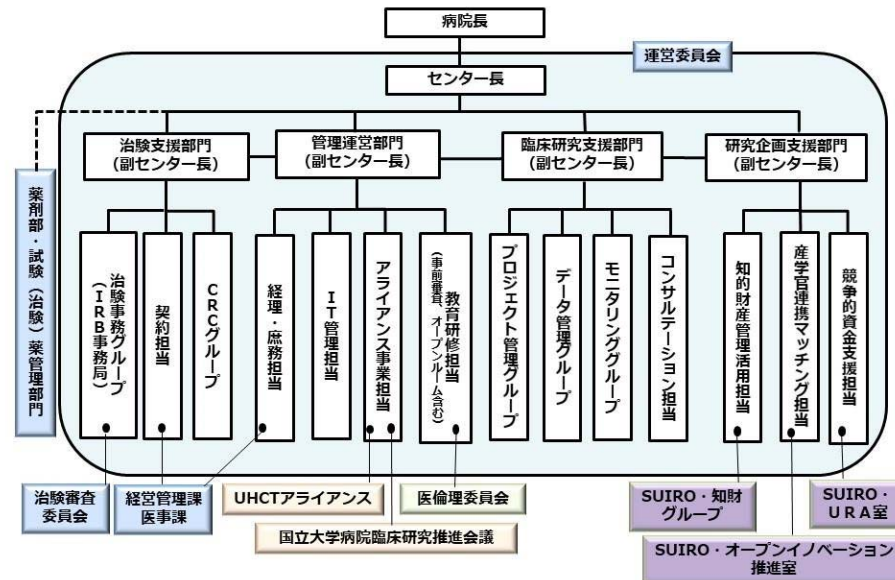 病院長
運営委員会
センター長
治験支援部門
(副センター長)
管理運営部門
(副センター長)
臨床研究支援部門
(副センター長)
研究企画支援部門
(副センター長)
薬剤部・試験(治験)薬管理部門
治験事務グループ
(IRB事務局)
契約担当
CRCグループ
経理・庶務担当
IT管理担当
アライアンス事業担当
教育研修担当
(事前審査、オープンルーム含む)
プロジェクト管理グループ
データ管理グループ
モニタリンググループ
コンサルテーション担当
知的財産管理活用担当
産学官連携マッチング担当
競争的資金支援担当
治験審査
委員会
経営管理課
医事課
UHCTアライアンス
医倫理委員会
国立大学病院臨床研究推進会議
SUIRO・知財
グループ
SUIRO・
URA室
SUIRO・オープンイノベーション
推進室